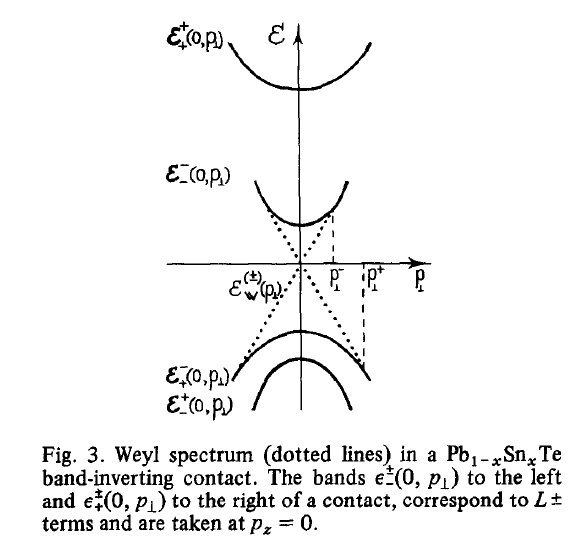 ℰ₊⁺(0,p⊥) ℰ
ℰ₋⁻(0,p⊥)
p⊥⁻ p⊥⁺ p⊥
ℰ_W^(±)(p⊥)
ℰ₊⁻(0,p⊥)
ℰ₋⁺(0,p⊥)
Fig. 3. Weyl spectrum (dotted lines) in a Pb₁₋ₓSnₓTe
band-inverting contact. The bands ϵ₋^±(0, p⊥) to the left
and ϵ₊^±(0, p⊥) to the right of a contact, correspond to L±
terms and are taken at p_z = 0.